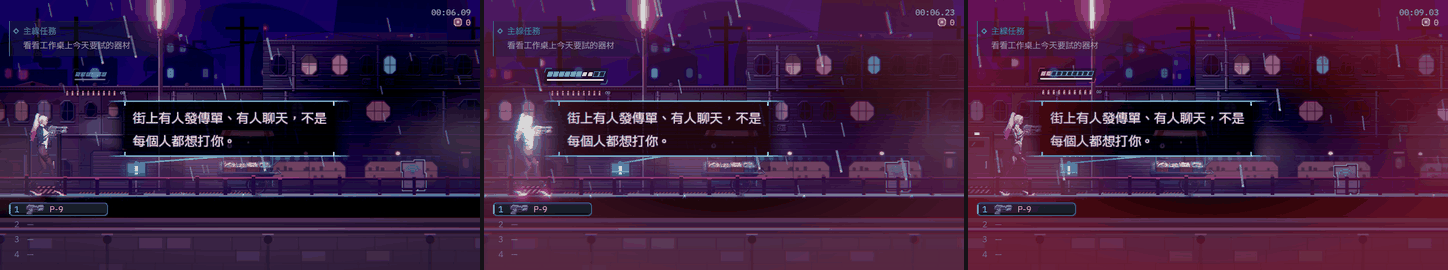 00:06.09
0
主線任務
看看工作桌上今天要試的器材
街上有人發傳單、有人聊天，不是
每個人都想打你。
1 P-9
2 —
3 —
4 —
00:06.23
0
主線任務
看看工作桌上今天要試的器材
街上有人發傳單、有人聊天，不是
每個人都想打你。
1 P-9
2 —
3 —
4 —
00:09.03
0
主線任務
看看工作桌上今天要試的器材
街上有人發傳單、有人聊天，不是
每個人都想打你。
1 P-9
2 —
3 —
4 —